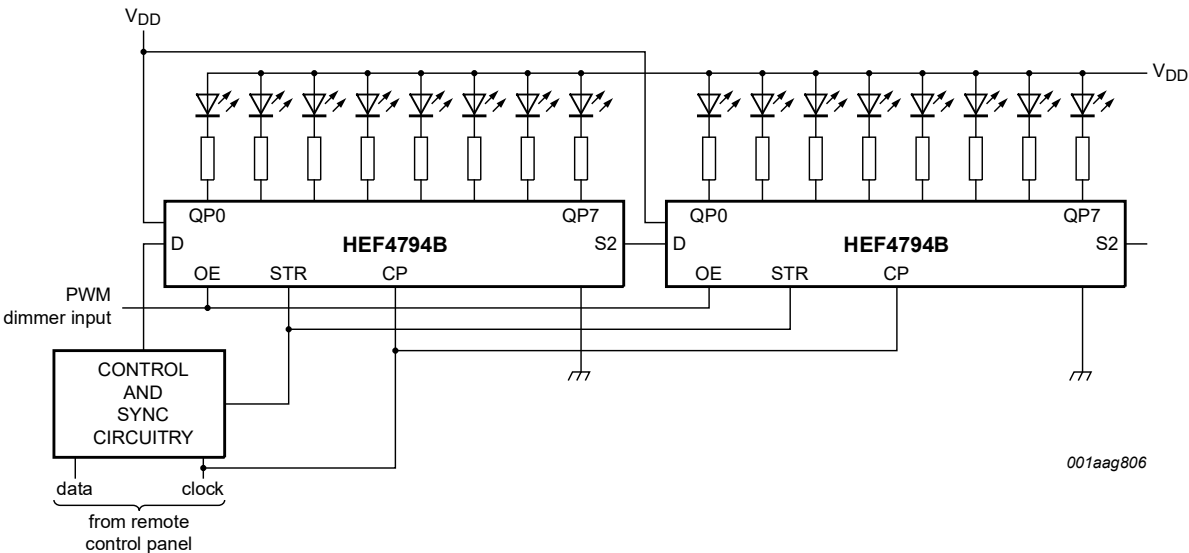 VDD
VDD
QP0
QP7
QP0
QP7
D
HEF4794B
S2
D
HEF4794B
S2
OE
STR
CP
OE
STR
CP
PWM
dimmer input
CONTROL
AND
SYNC
CIRCUITRY
data
clock
from remote
control panel
001aag806